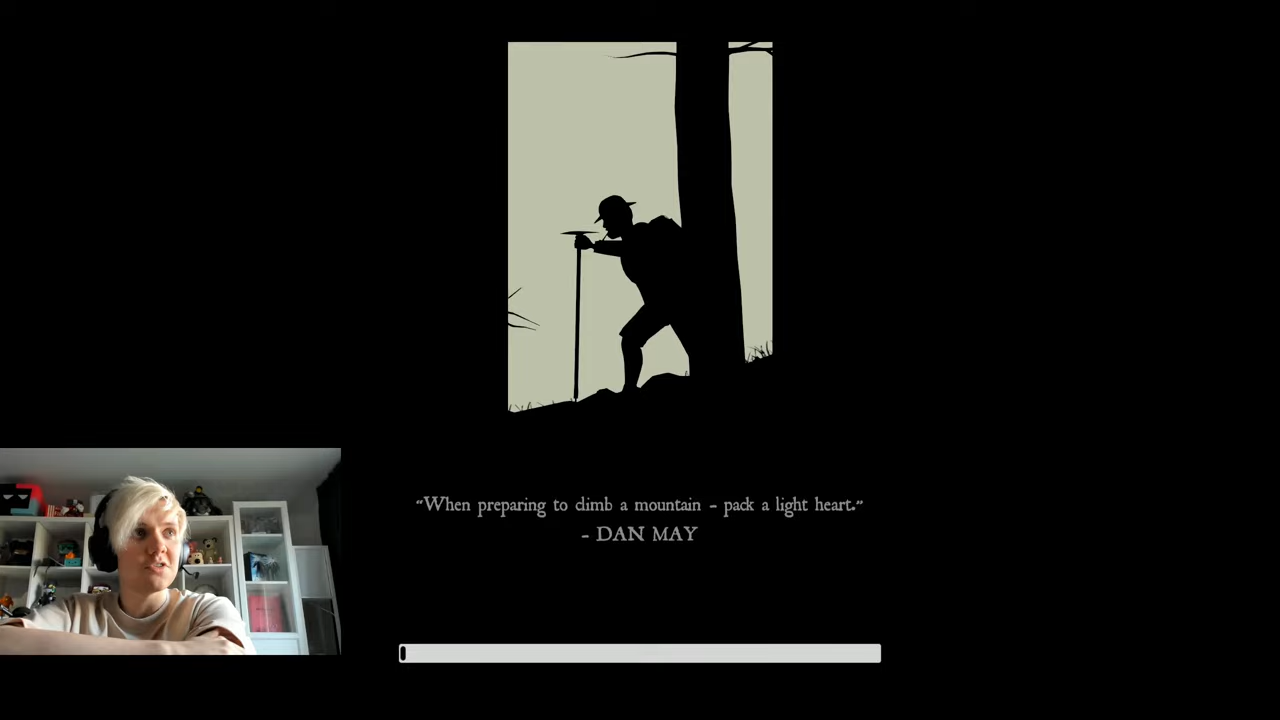 “When preparing to climb a mountain – pack a light heart.”
– DAN MAY